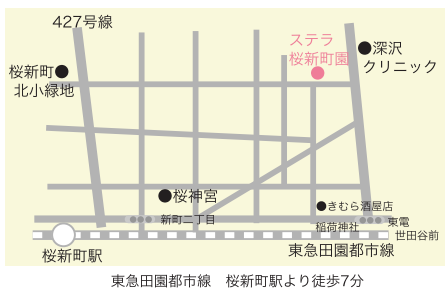 427号線
ステラ
桜新町園
深沢
クリニック
桜新町
北小緑地
桜神宮
きむら酒屋店
新町二丁目
稲荷神社
東電
世田谷前
桜新町駅
東急田園都市線
東急田園都市線 桜新町駅より徒歩7分